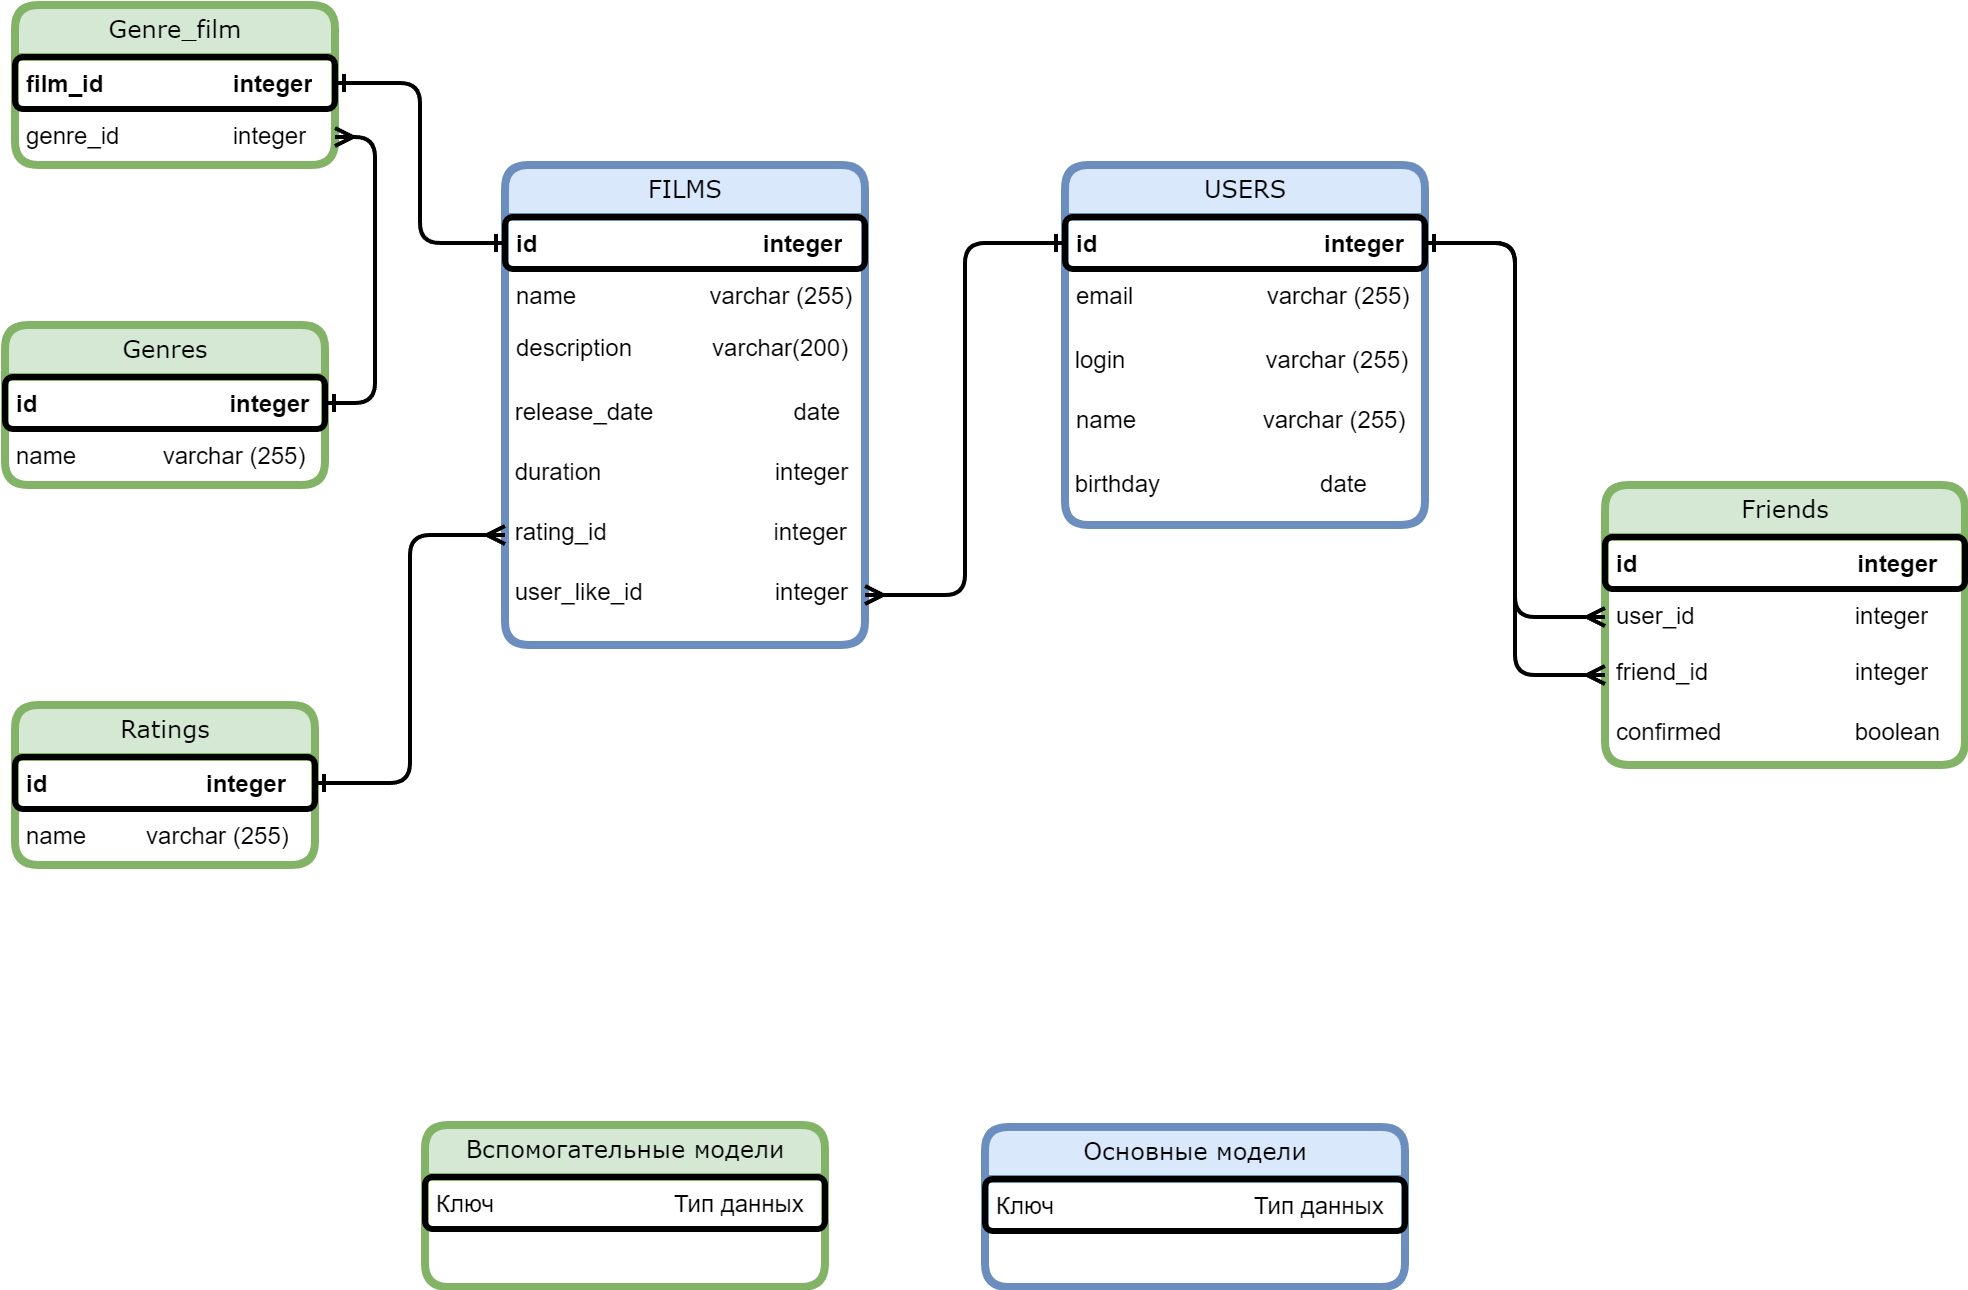 Genre_film
film_id integer
genre_id integer
Genres
id integer
name varchar (255)
Ratings
id integer
name varchar (255)
FILMS
id integer
name varchar (255)
description varchar(200)
release_date date
duration integer
rating_id integer
user_like_id integer
USERS
id integer
email varchar (255)
login varchar (255)
name varchar (255)
birthday date
Friends
id integer
user_id integer
friend_id integer
confirmed boolean
Вспомогательные модели
Ключ Тип данных
Основные модели
Ключ Тип данных